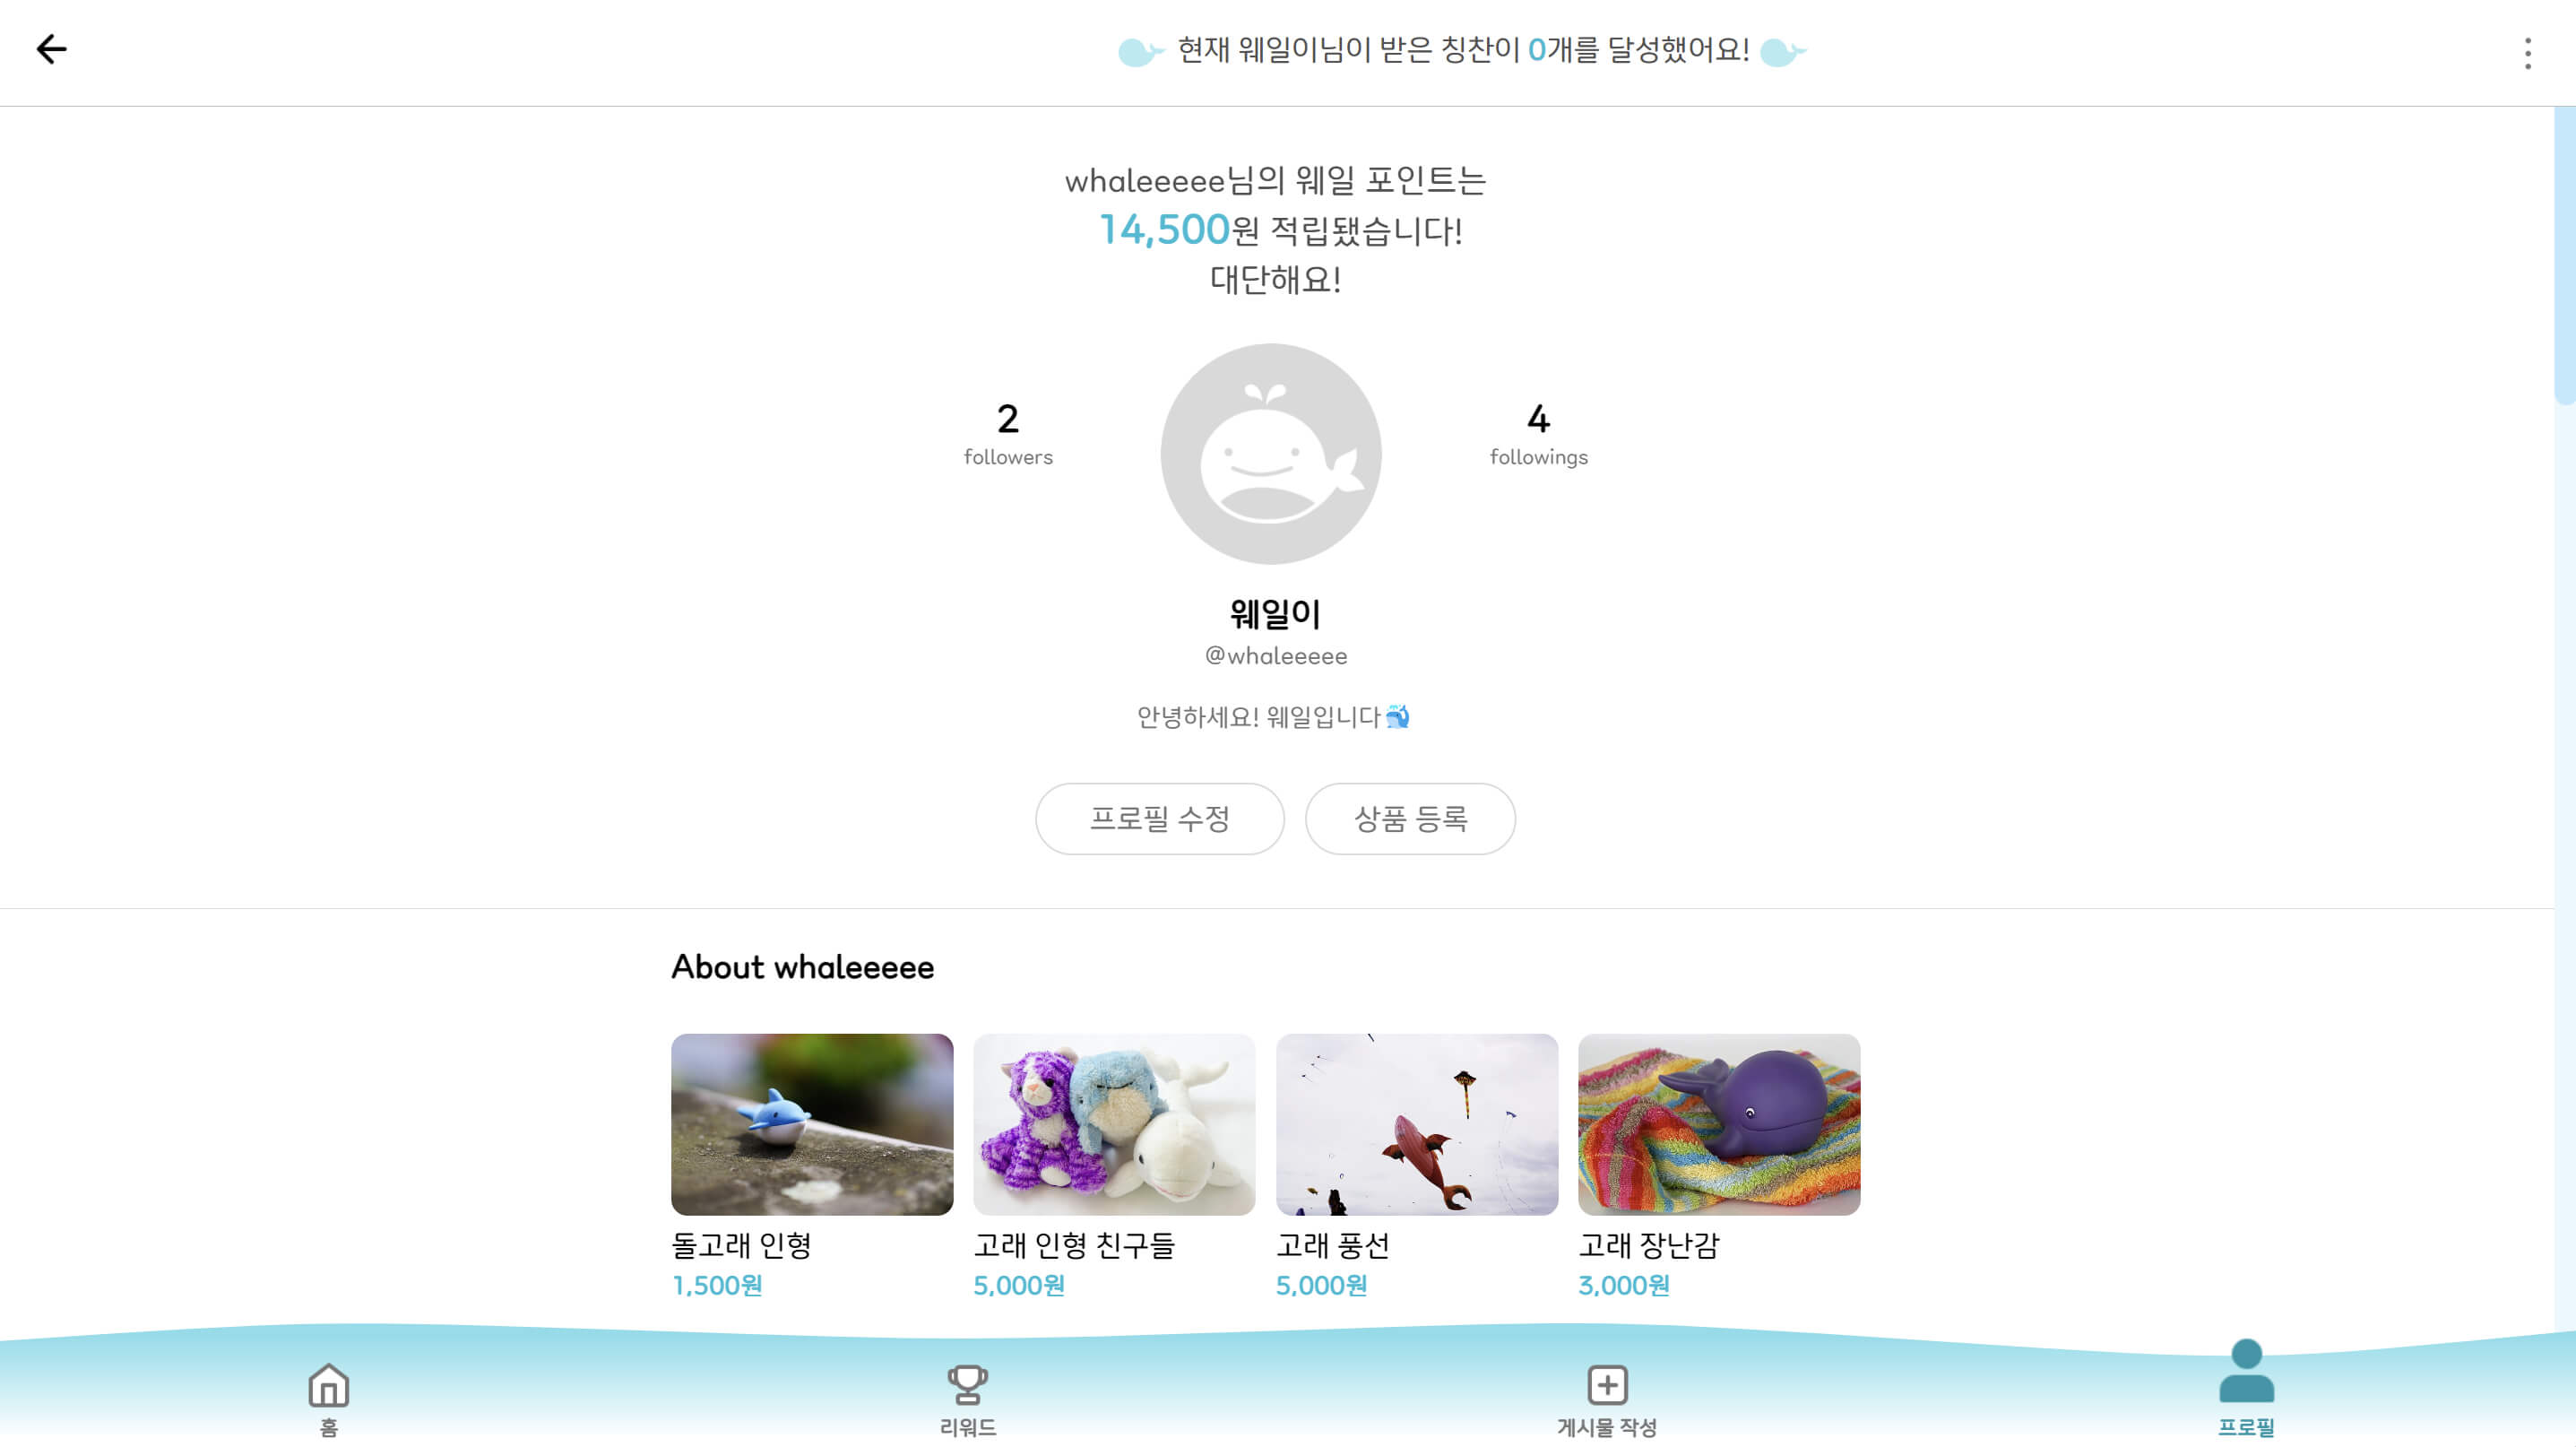 현재 웨일이님이 받은 칭찬이 0개를 달성했어요!
whaleeeee님의 웨일 포인트는
14,500원 적립됐습니다!
대단해요!
2
followers
4
followings
웨일이
@whaleeeee
안녕하세요! 웨일입니다🐳
프로필 수정
상품 등록
About whaleeeee
돌고래 인형
1,500원
고래 인형 친구들
5,000원
고래 풍선
5,000원
고래 장난감
3,000원
홈
리워드
게시물 작성
프로필